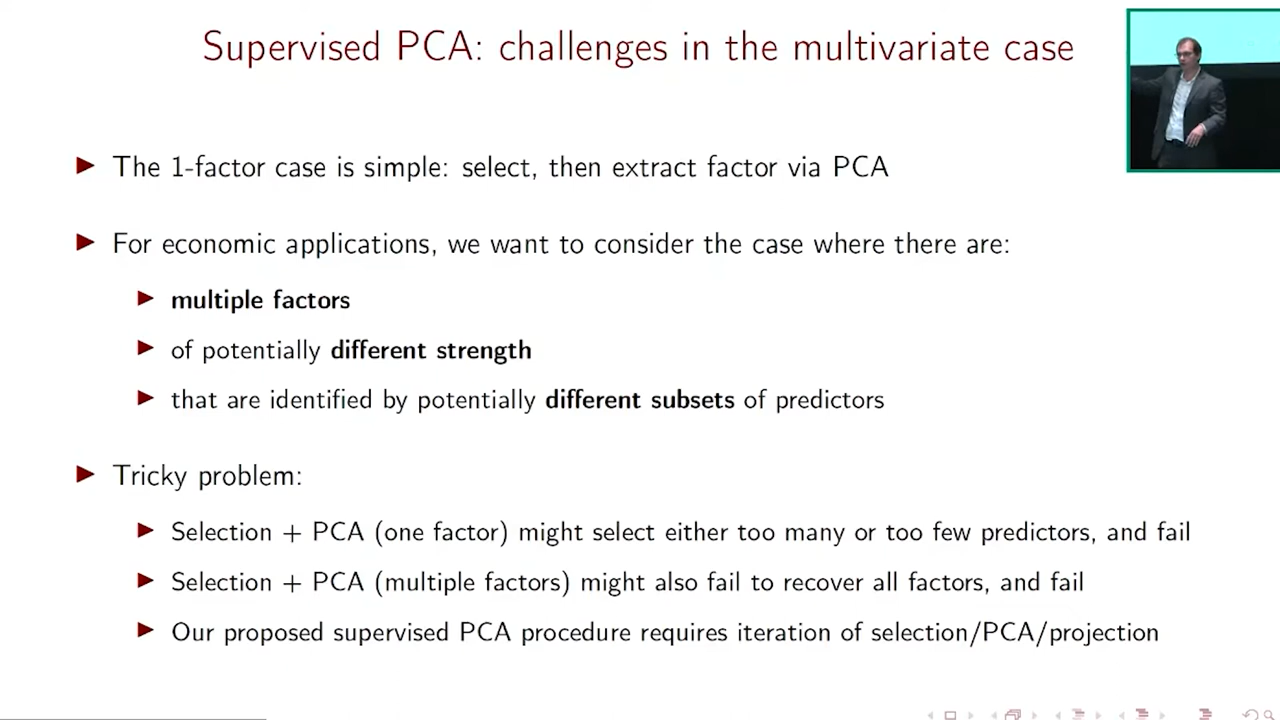 Supervised PCA: challenges in the multivariate case
The 1-factor case is simple: select, then extract factor via PCA
For economic applications, we want to consider the case where there are:
multiple factors
of potentially different strength
that are identified by potentially different subsets of predictors
Tricky problem:
Selection + PCA (one factor) might select either too many or too few predictors, and fail
Selection + PCA (multiple factors) might also fail to recover all factors, and fail
Our proposed supervised PCA procedure requires iteration of selection/PCA/projection